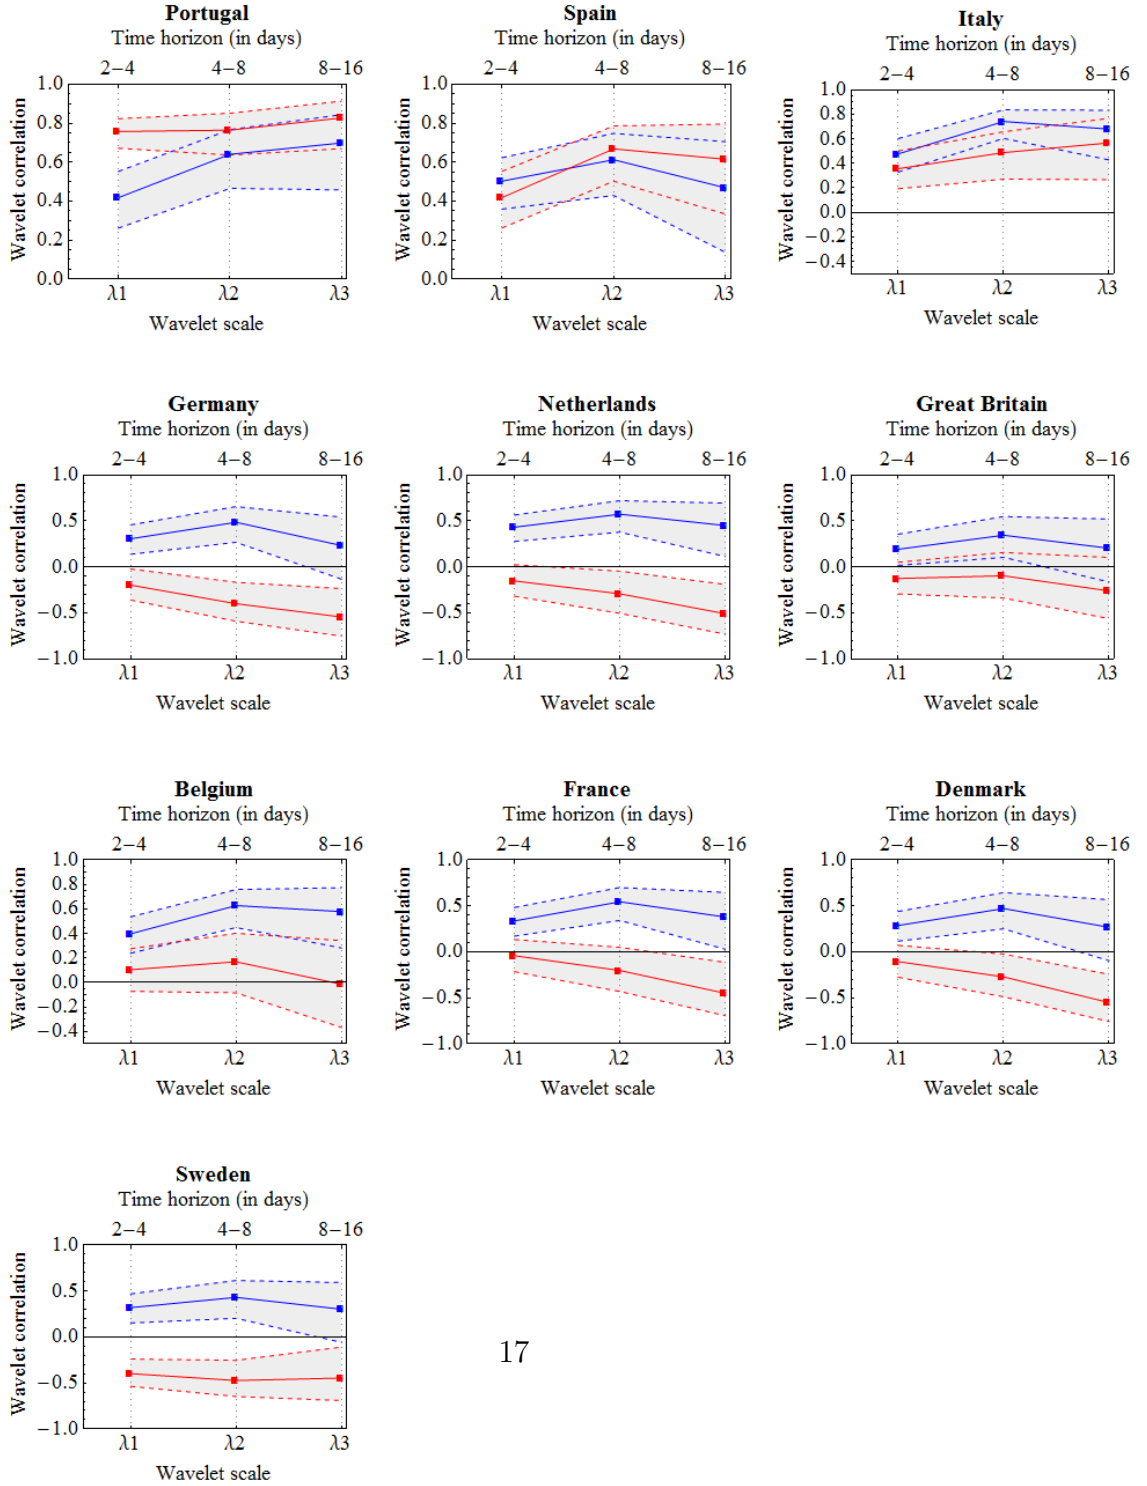 Portugal
Time horizon (in days)
2−4 4−8 8−16
1.0
0.8
0.6
0.4
0.2
0.0
Wavelet correlation
λ1 λ2 λ3
Wavelet scale
Spain
Time horizon (in days)
2−4 4−8 8−16
1.0
0.8
0.6
0.4
0.2
0.0
Wavelet correlation
λ1 λ2 λ3
Wavelet scale
Italy
Time horizon (in days)
2−4 4−8 8−16
1.0
0.8
0.6
0.4
0.2
0.0
−0.2
−0.4
Wavelet correlation
λ1 λ2 λ3
Wavelet scale
Germany
Time horizon (in days)
2−4 4−8 8−16
1.0
0.5
0.0
−0.5
−1.0
Wavelet correlation
λ1 λ2 λ3
Wavelet scale
Netherlands
Time horizon (in days)
2−4 4−8 8−16
1.0
0.5
0.0
−0.5
−1.0
Wavelet correlation
λ1 λ2 λ3
Wavelet scale
Great Britain
Time horizon (in days)
2−4 4−8 8−16
1.0
0.5
0.0
−0.5
−1.0
Wavelet correlation
λ1 λ2 λ3
Wavelet scale
Belgium
Time horizon (in days)
2−4 4−8 8−16
1.0
0.8
0.6
0.4
0.2
0.0
−0.2
−0.4
Wavelet correlation
λ1 λ2 λ3
Wavelet scale
France
Time horizon (in days)
2−4 4−8 8−16
1.0
0.5
0.0
−0.5
−1.0
Wavelet correlation
λ1 λ2 λ3
Wavelet scale
Denmark
Time horizon (in days)
2−4 4−8 8−16
1.0
0.5
0.0
−0.5
−1.0
Wavelet correlation
λ1 λ2 λ3
Wavelet scale
Sweden
Time horizon (in days)
2−4 4−8 8−16
1.0
0.5
0.0
−0.5
−1.0
Wavelet correlation
λ1 λ2 λ3
Wavelet scale
17